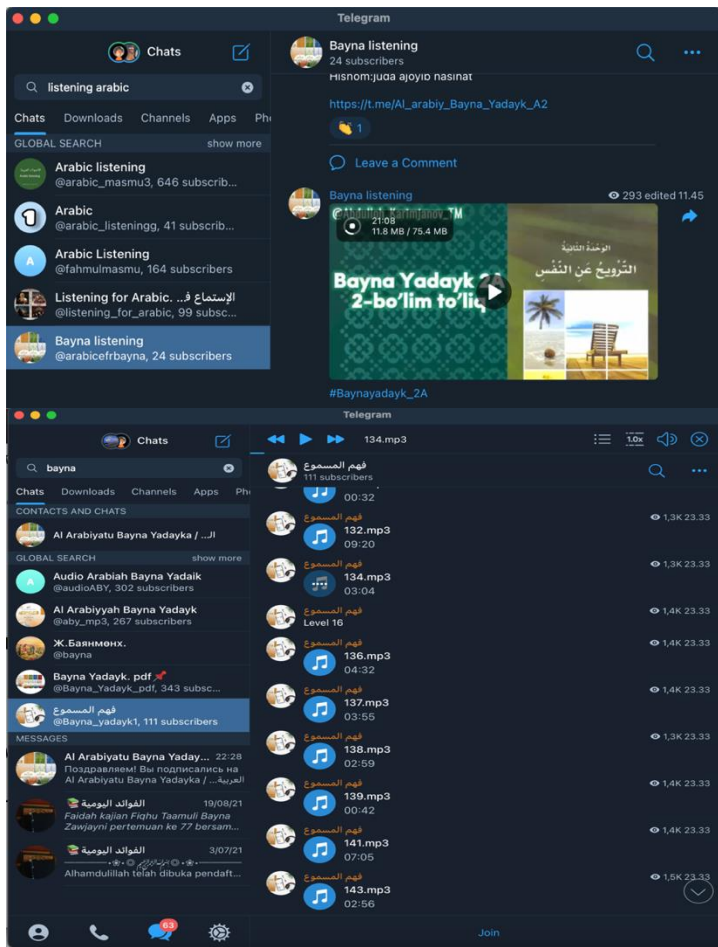 Telegram
Chats
listening arabic
Chats Downloads Channels Apps Ph
GLOBAL SEARCH show more
Arabic listening
@arabic_masmu3, 646 subscrib...
Arabic
@arabic_listeningg, 41 subscrib...
Arabic Listening
@fahmulmasmu, 164 subscribers
Listening for Arabic. ...الإستماع ف
@listening_for_arabic, 99 subsc...
Bayna listening
@arabicefrbayna, 24 subscribers
Bayna listening
24 subscribers
Hishom:juda ajoyib nasihat
https://t.me/Al_arabiy_Bayna_Yadayk_A2
👏 1
Leave a Comment
Bayna listening 293 edited 11.45
@Abdulloh_Karimjanov_TM
21:08
11.8 MB / 75.4 MB
Bayna Yadayk 2A
2-bo'lim to'liq
الوَحْدَةُ الثَّانِيَةُ
التَّرْوِيحُ عَنِ النَّفْسِ
#Baynayadayk_2A
Telegram
Chats
bayna
Chats Downloads Channels Apps Ph
CONTACTS AND CHATS
Al Arabiyatu Bayna Yadayka / ...ال
GLOBAL SEARCH show more
Audio Arabiah Bayna Yadaik
@audioABY, 302 subscribers
Al Arabiyyah Bayna Yadayk
@aby_mp3, 267 subscribers
Ж.Баянмөнх.
@bayna
Bayna Yadayk. pdf📌
@Bayna_Yadayk_pdf, 343 subsc...
فهم المسموع
@Bayna_yadayk1, 111 subscribers
MESSAGES
Al Arabiyatu Bayna Yaday... 22:28
Поздравляем! Вы подписались на
Al Arabiyatu Bayna Yadayka / ...العربية
الفوائد اليومية 📚 19/08/21
Faidah kajian Fiqhu Taamuli Bayna
Zawjayni pertemuan ke 77 bersam...
الفوائد اليومية 📚 3/07/21
Alhamdulillah telah dibuka pendaft...
63
134.mp3
1.0x
فهم المسموع
111 subscribers
00:32
فهم المسموع 1,3K 23.33
132.mp3
09:20
فهم المسموع 1,3K 23.33
134.mp3
03:04
فهم المسموع 1,4K 23.33
Level 16
فهم المسموع 1,4K 23.33
136.mp3
04:32
فهم المسموع 1,4K 23.33
137.mp3
03:55
فهم المسموع 1,3K 23.33
138.mp3
02:59
فهم المسموع 1,4K 23.33
139.mp3
00:42
فهم المسموع 1,4K 23.33
141.mp3
07:05
فهم المسموع 1,5K 23.33
143.mp3
02:56
Join